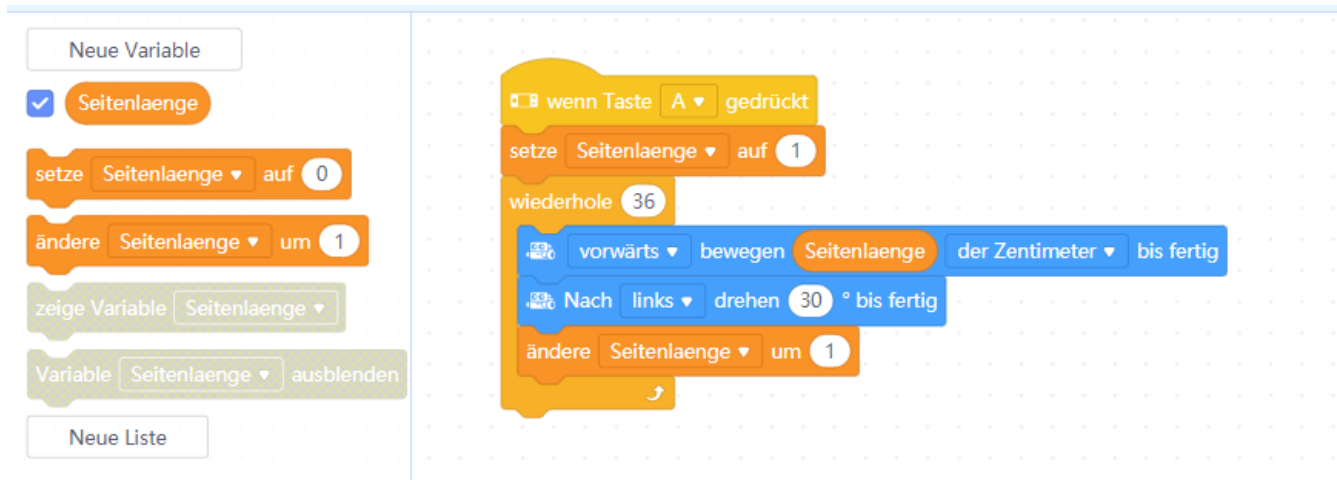 Neue Variable
Seitenlaenge
setze Seitenlaenge auf 0
ändere Seitenlaenge um 1
zeige Variable Seitenlaenge
Variable Seitenlaenge ausblenden
Neue Liste
wenn Taste A gedrückt
setze Seitenlaenge auf 1
wiederhole 36
vorwärts bewegen Seitenlaenge der Zentimeter bis fertig
Nach links drehen 30 ° bis fertig
ändere Seitenlaenge um 1